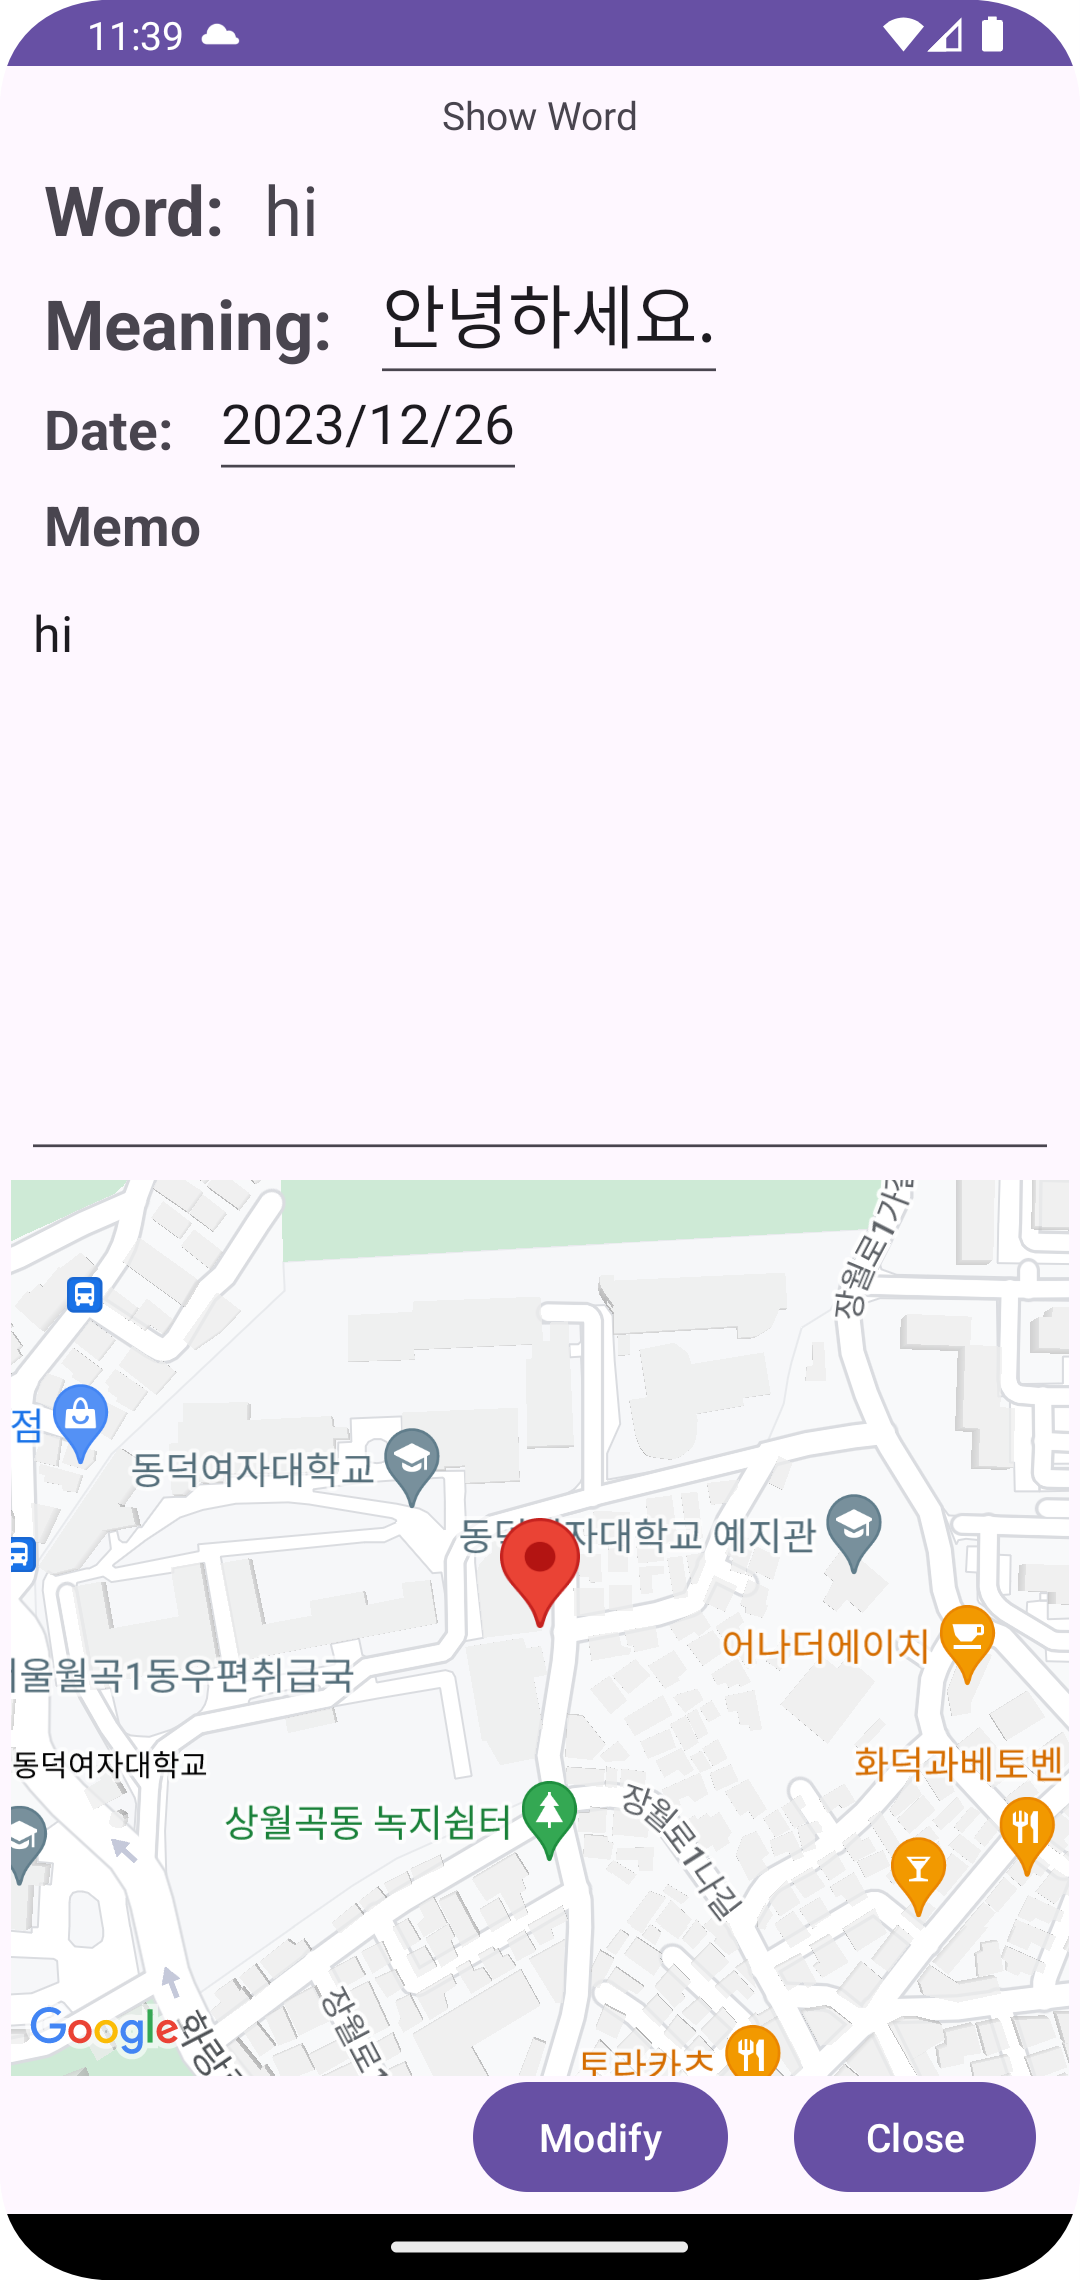 11:39
Show Word
Word: hi
Meaning: 안녕하세요.
Date: 2023/12/26
Memo
hi
장월로1가길
점
동덕여자대학교
동덕여자대학교 예지관
어나더에이치
울월곡1동우편취급국
화덕과베토벤
동덕여자대학교
상월곡동 녹지쉼터
장월로1나길
장월로1
화랑로
Google
토라카츠
Modify Close